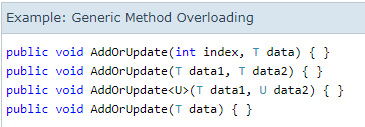 Example: Generic Method Overloading
public void AddOrUpdate(int index, T data) { }
public void AddOrUpdate(T data1, T data2) { }
public void AddOrUpdate<U>(T data1, U data2) { }
public void AddOrUpdate(T data) { }